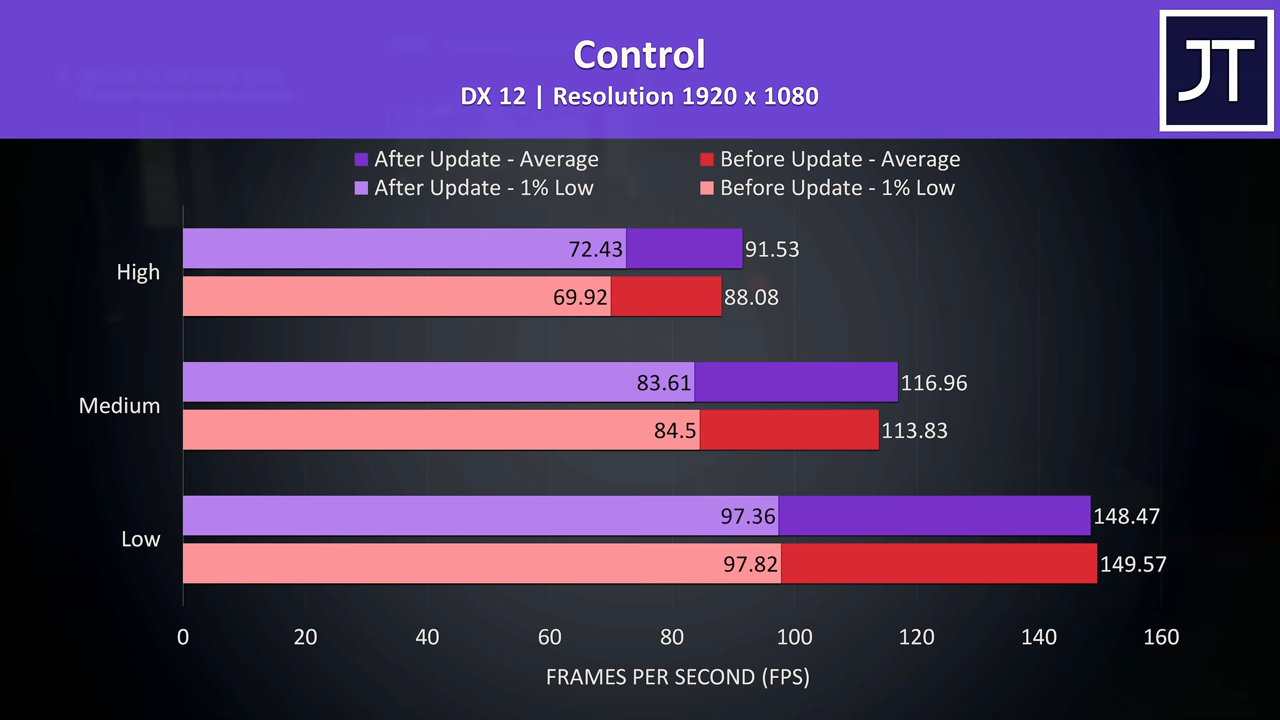 Control
DX 12 | Resolution 1920 x 1080
JT
After Update - Average
Before Update - Average
After Update - 1% Low
Before Update - 1% Low
High
72.43
91.53
69.92
88.08
Medium
83.61
116.96
84.5
113.83
Low
97.36
148.47
97.82
149.57
0 20 40 60 80 100 120 140 160
FRAMES PER SECOND (FPS)